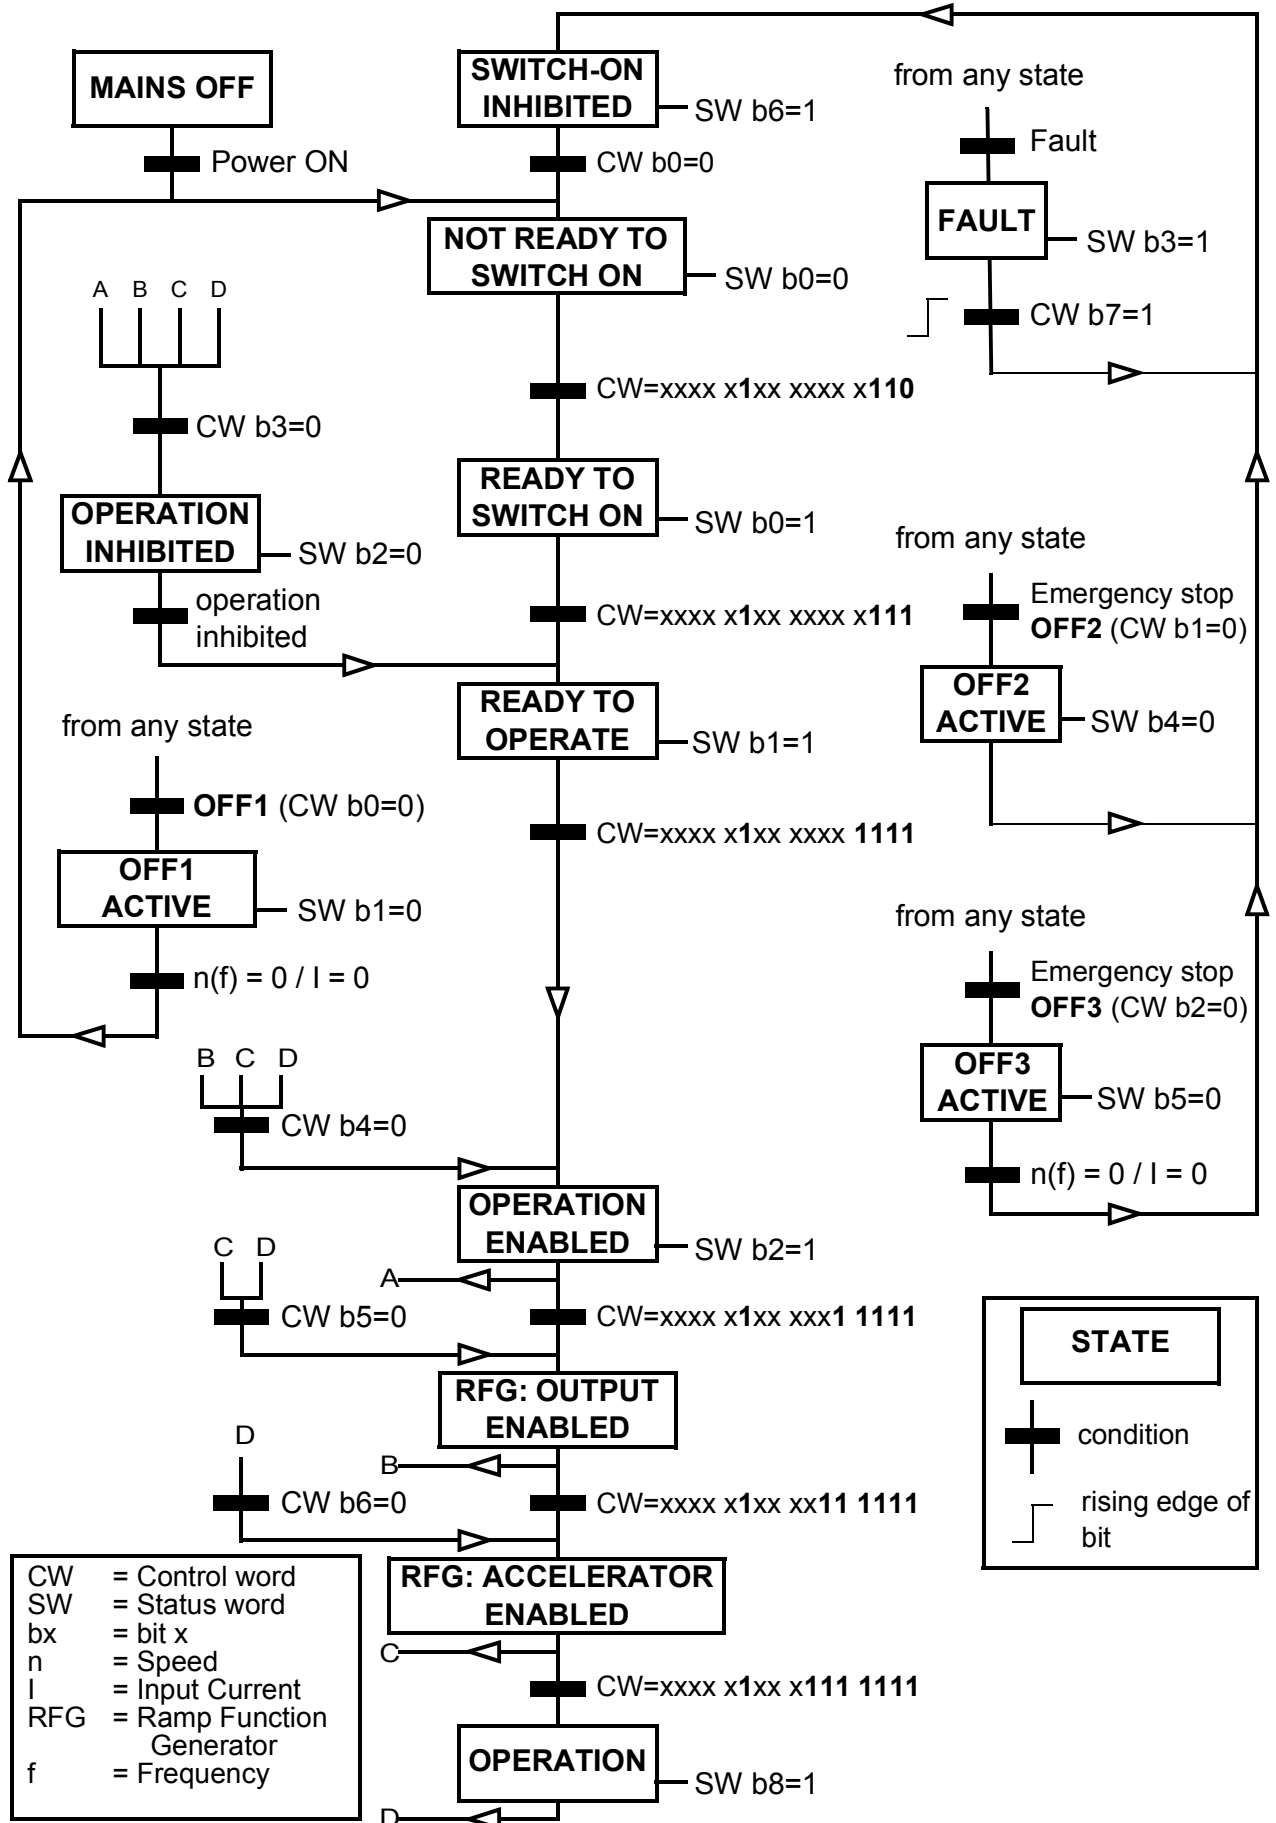 MAINS OFF
Power ON
SWITCH-ON
INHIBITED
SW b6=1
CW b0=0
NOT READY TO
SWITCH ON
SW b0=0
CW=xxxx x1xx xxxx x110
READY TO
SWITCH ON
SW b0=1
CW=xxxx x1xx xxxx x111
READY TO
OPERATE
SW b1=1
CW=xxxx x1xx xxxx 1111
A B C D
CW b3=0
OPERATION
INHIBITED
SW b2=0
operation
inhibited
from any state
OFF1 (CW b0=0)
OFF1
ACTIVE
SW b1=0
n(f) = 0 / I = 0
B C D
CW b4=0
OPERATION
ENABLED
SW b2=1
A
C D
CW b5=0
CW=xxxx x1xx xxx1 1111
RFG: OUTPUT
ENABLED
B
D
CW b6=0
CW=xxxx x1xx xx11 1111
RFG: ACCELERATOR
ENABLED
C
CW=xxxx x1xx x111 1111
OPERATION
SW b8=1
D
from any state
Fault
FAULT
SW b3=1
CW b7=1
from any state
Emergency stop
OFF2 (CW b1=0)
OFF2
ACTIVE
SW b4=0
from any state
Emergency stop
OFF3 (CW b2=0)
OFF3
ACTIVE
SW b5=0
n(f) = 0 / I = 0
STATE
condition
rising edge of
bit
CW = Control word
SW = Status word
bx = bit x
n = Speed
I = Input Current
RFG = Ramp Function
Generator
f = Frequency